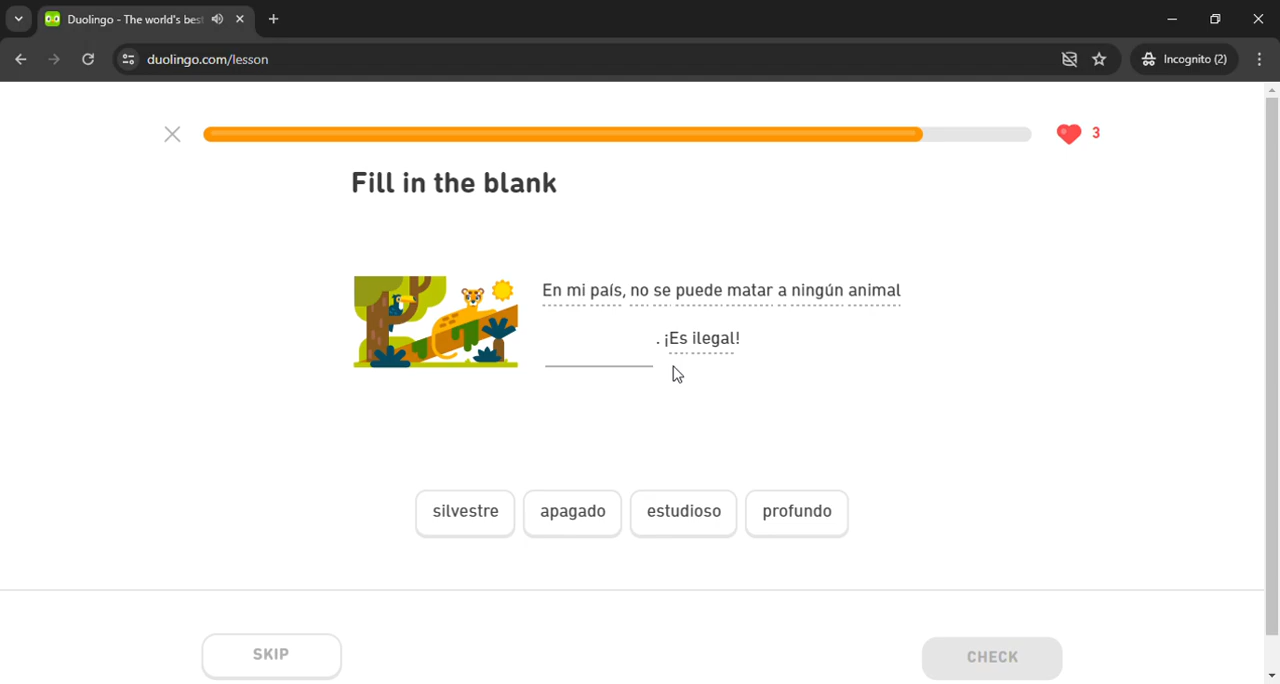 Duolingo - The world's bes
duolingo.com/lesson
Incognito (2)
3
Fill in the blank
En mi país, no se puede matar a ningún animal
. ¡Es ilegal!
silvestre apagado estudioso profundo
SKIP CHECK